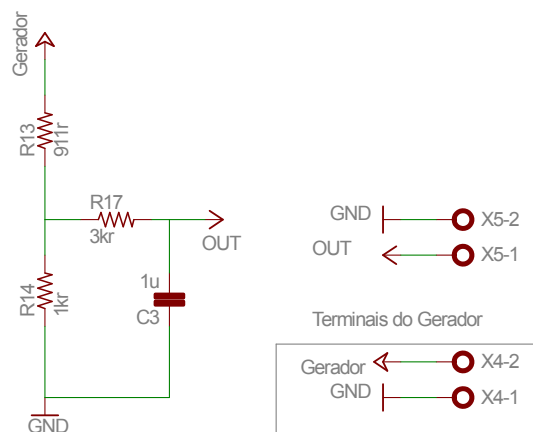 Gerador
R13
911r
R17
3kr
OUT
R14
1kr
1u
C3
GND
GND X5-2
OUT X5-1
Terminais do Gerador
Gerador X4-2
GND X4-1